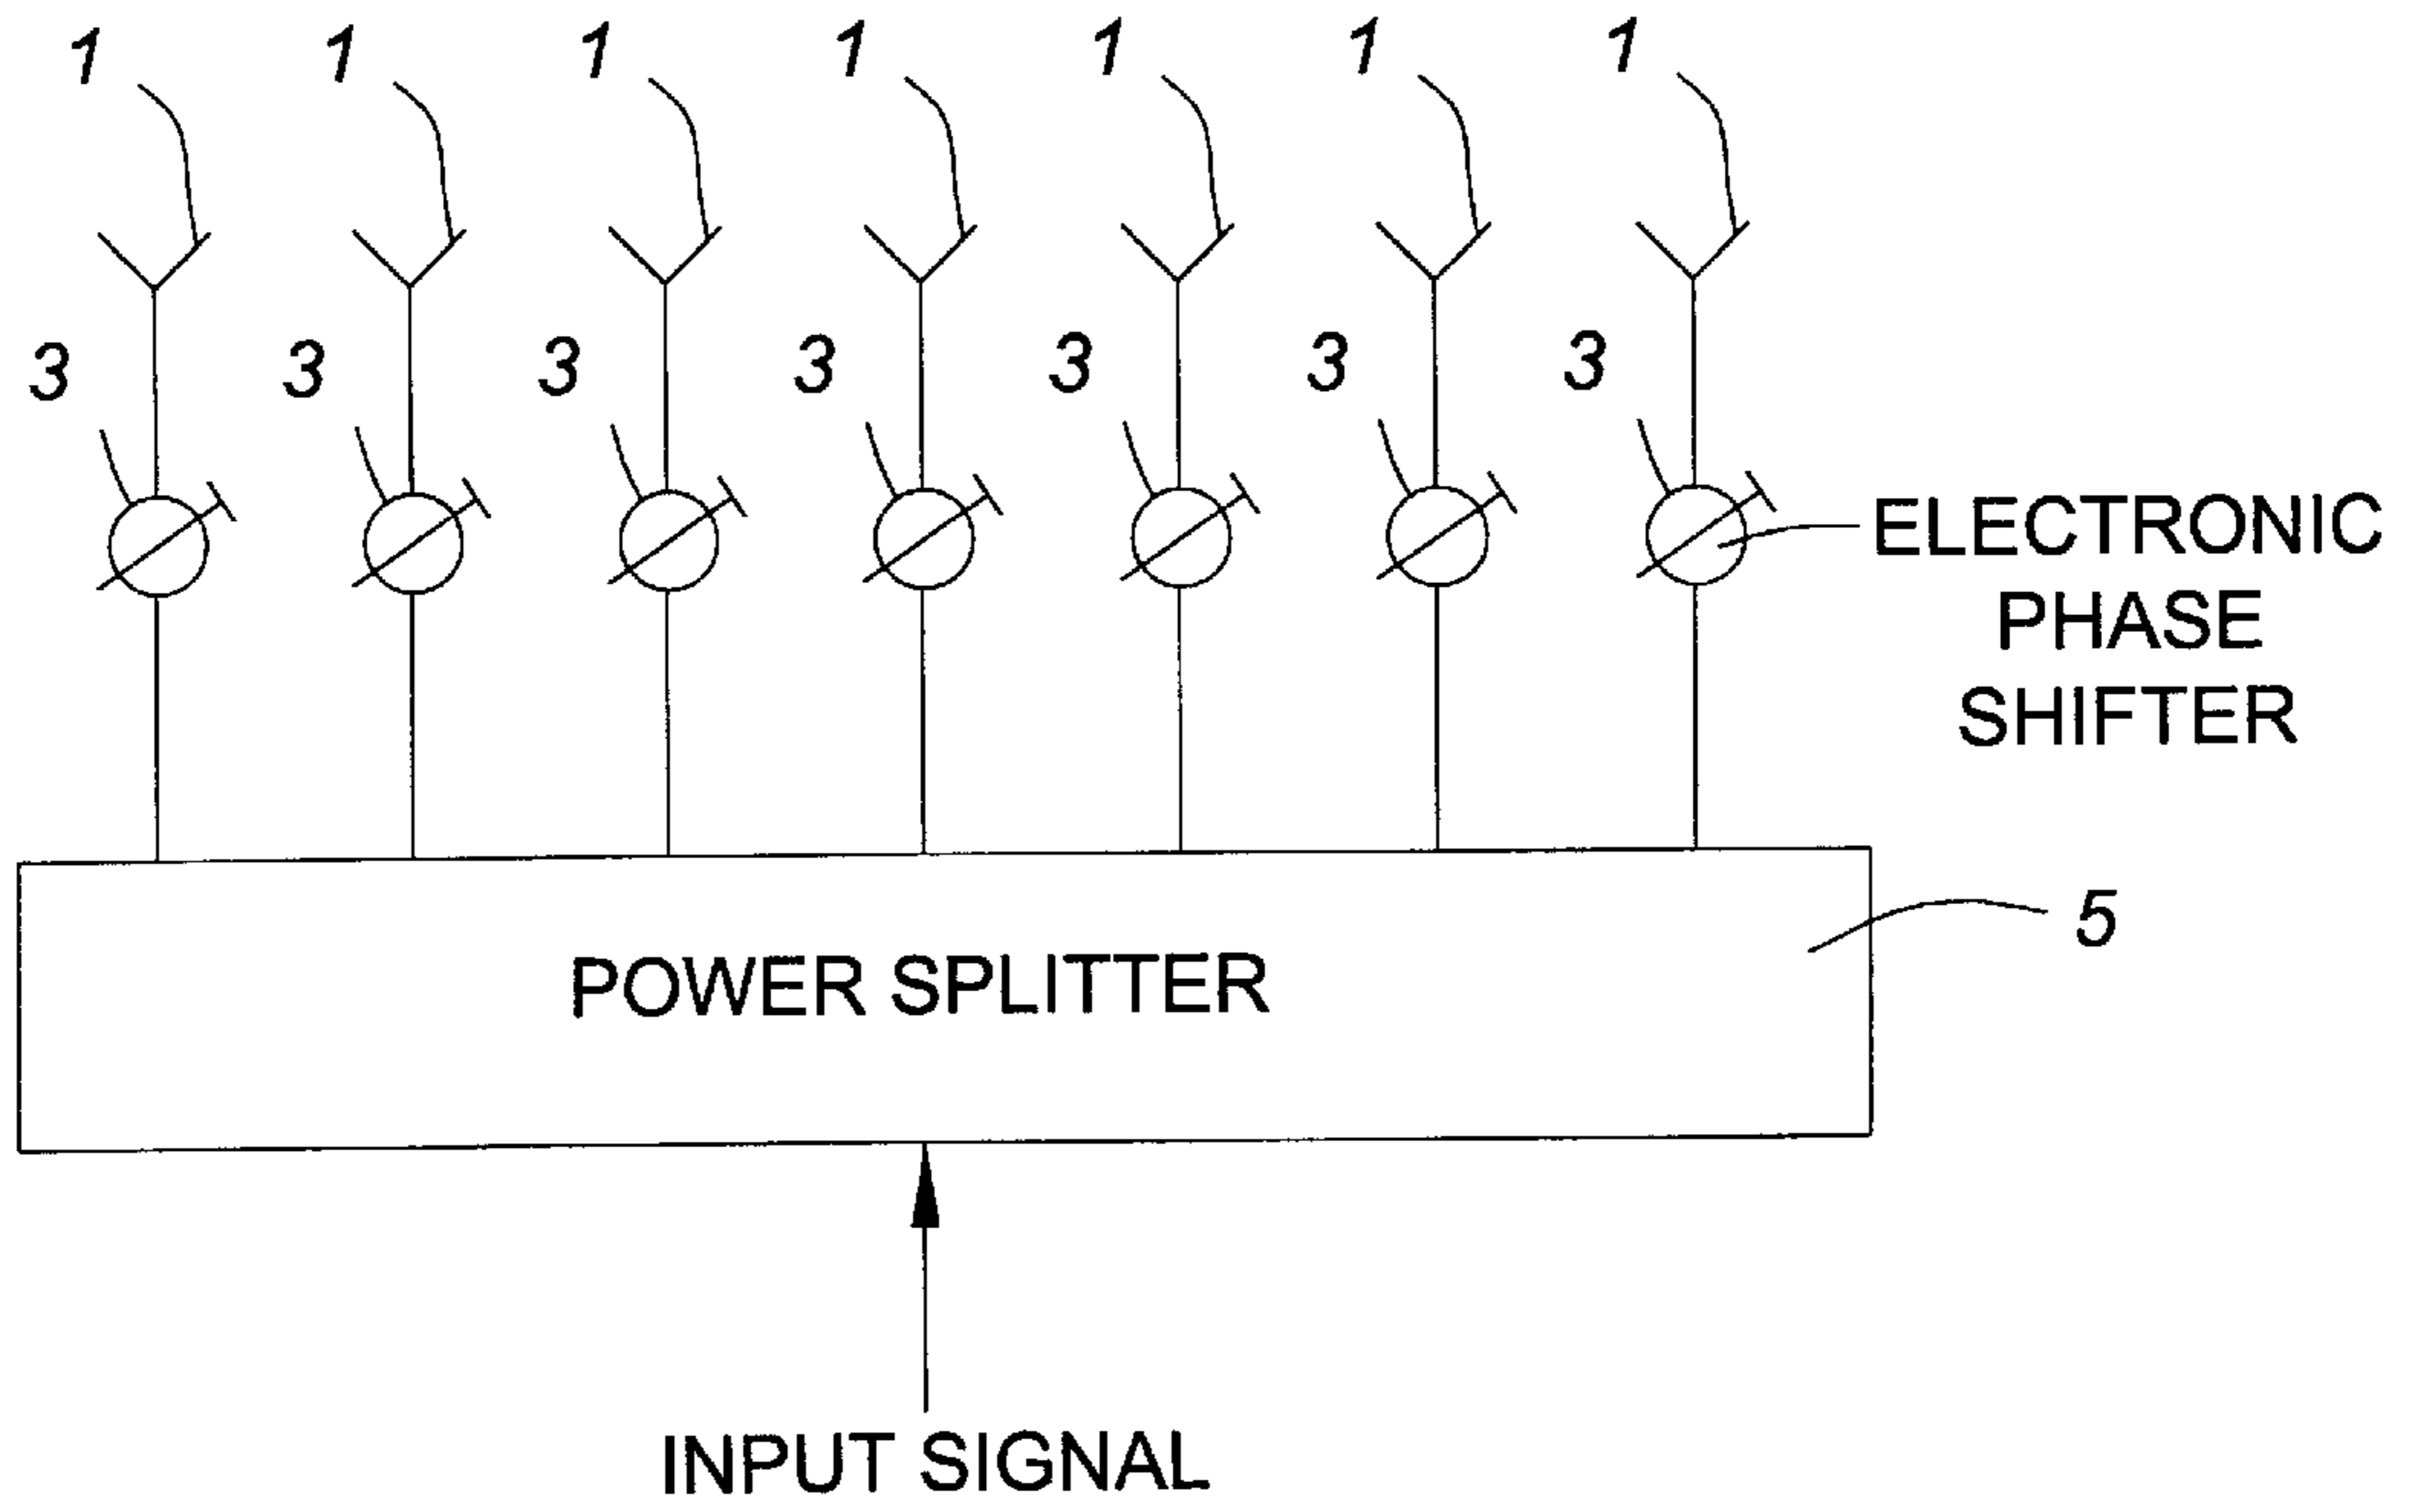 1 1 1 1 1 1 1
3 3 3 3 3 3 3
ELECTRONIC
PHASE
SHIFTER
5
POWER SPLITTER
INPUT SIGNAL